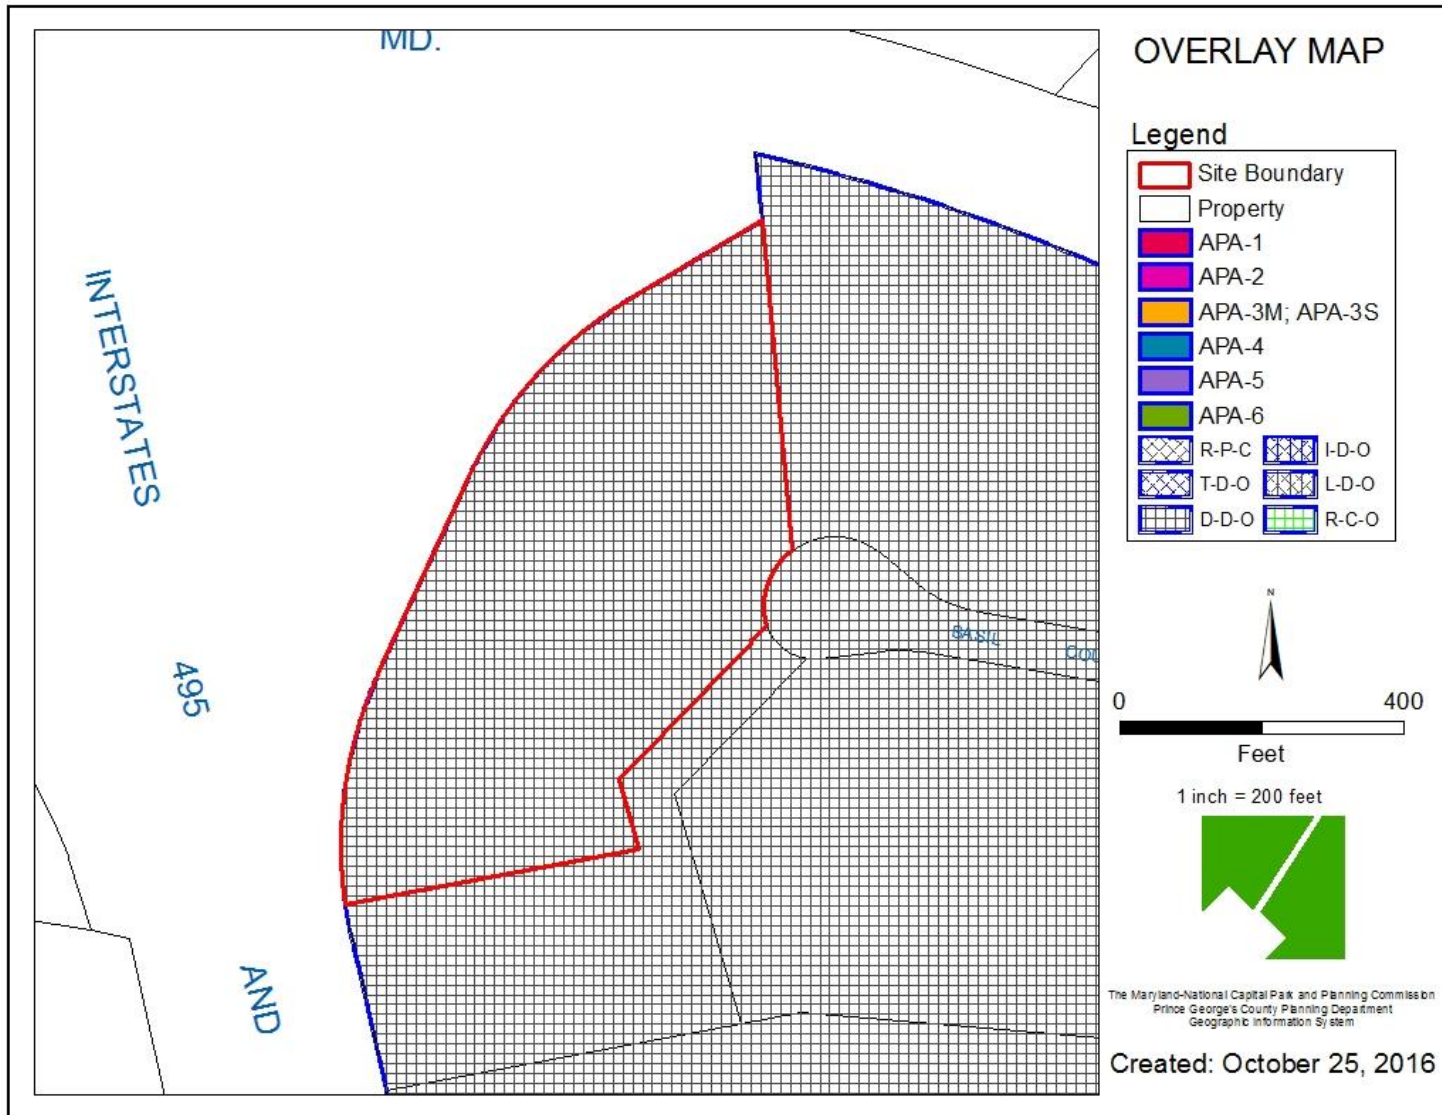 MD.
OVERLAY MAP
Legend
Site Boundary
Property
APA-1
APA-2
APA-3M; APA-3S
APA-4
APA-5
APA-6
R-P-C I-D-O
T-D-O L-D-O
D-D-O R-C-O
INTERSTATES
495
AND
BASIL COU
N
0 400
Feet
1 inch = 200 feet
The Maryland-National Capital Park and Planning Commission
Prince George's County Planning Department
Geographic Information System
Created: October 25, 2016